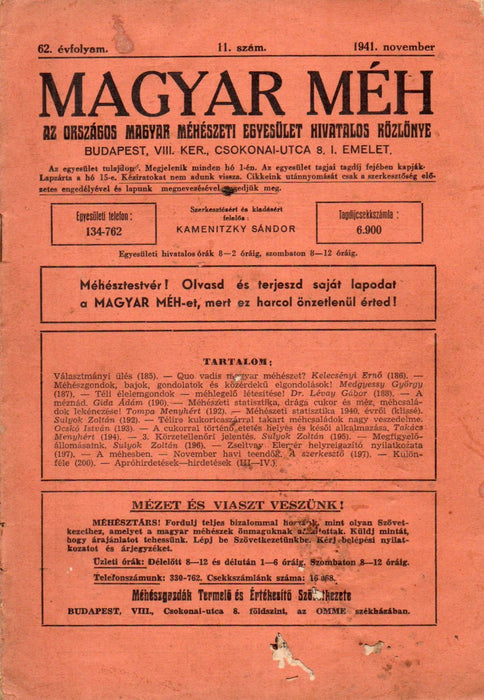 62. évfolyam. 11. szám. 1941. november
MAGYAR MÉH
AZ ORSZÁGOS MAGYAR MÉHÉSZETI EGYESÜLET HIVATALOS KÖZLÖNYE
BUDAPEST, VIII. KER., CSOKONAI-UTCA 8. I. EMELET.
Az egyesület tulajdona. Megjelenik minden hó 1-én. Az egyesület tagjai tagdíj fejében kapják-
Lapzárta a hó 15-e. Kéziratokat nem adunk vissza. Cikkeink utánnyomását csak a szerkesztőség elő-
zetes engedélyével és lapunk megnevezésével engedjük meg.
Egyesületi telefon:
134-762
Szerkesztésért és kiadásért
felelős:
KAMENITZKY SÁNDOR
Tagdíjcsekkszámla:
6.900
Egyesületi hivatalos órák 8—2 óráig, szombaton 8—12 óráig.
Méhésztestvér! Olvasd és terjeszd saját lapodat
a MAGYAR MÉH-et, mert ez harcol önzetlenül érted!
TARTALOM:
Választmányi ülés (185). — Quo vadis magyar méhészet? Kelecsényi Ernő (186). —
Méhészgondok, bajok, gondolatok és közérdekü elgondolások! Medgyessy György
(187). — Téli élelemgondok — méhlegelő létesítése! Dr. Lévay Gábor (188). — A
méznád. Gida Ádám (190). — Méhészeti statisztika, drága cukor és méz, méhcsalá-
dok lekénezése! Tompa Menyhért (192). — Méhészeti statisztika 1940. évről (klissé).
Sulyok Zoltán (192). — Téllre kukoricaszárral takart méhcsaládok nagy veszedelme.
Ocskó István (193). — A cukorral történő etetés helyes és késői alkalmazása. Takács
Menyhért (194). — 3. Körzetellenőri jelentés. Sulyok Zoltán (195). — Megfigyelő-
állomásaink. Sulyok Zoltán (196). — Zseltvay Elemér helyreigazító nyilatkozata
(197). — A méhesben. — November havi teendők. A szerkesztő (197). — Külön-
féle (200). — Apróhirdetések—hirdetések (III—IV.).
MÉZET ÉS VIASZT VESZÜNK!
MÉHÉSZTÁRS! Fordulj teljes bizalommal hozzánk, mint olyan Szövet-
kezethez, amelyet a magyar méhészek önmaguknak alkottak. Küldj mintát,
hogy árajánlatot tehessünk. Lépj be Szövetkezetünkbe. Kérj belépési nyilat-
kozatot és árjegyzéket.
Üzleti órák: Délelőtt 8—12 és délután 1—6 óráig. Szombaton 8—12 óráig.
Telefonszámunk: 330-762. Csekkszámlánk száma:
Méhészgazdák Termelő és Értékesítő Szövetkezete
BUDAPEST, VIII., Csokonai-utca 8. földszint, az OMME székházában.